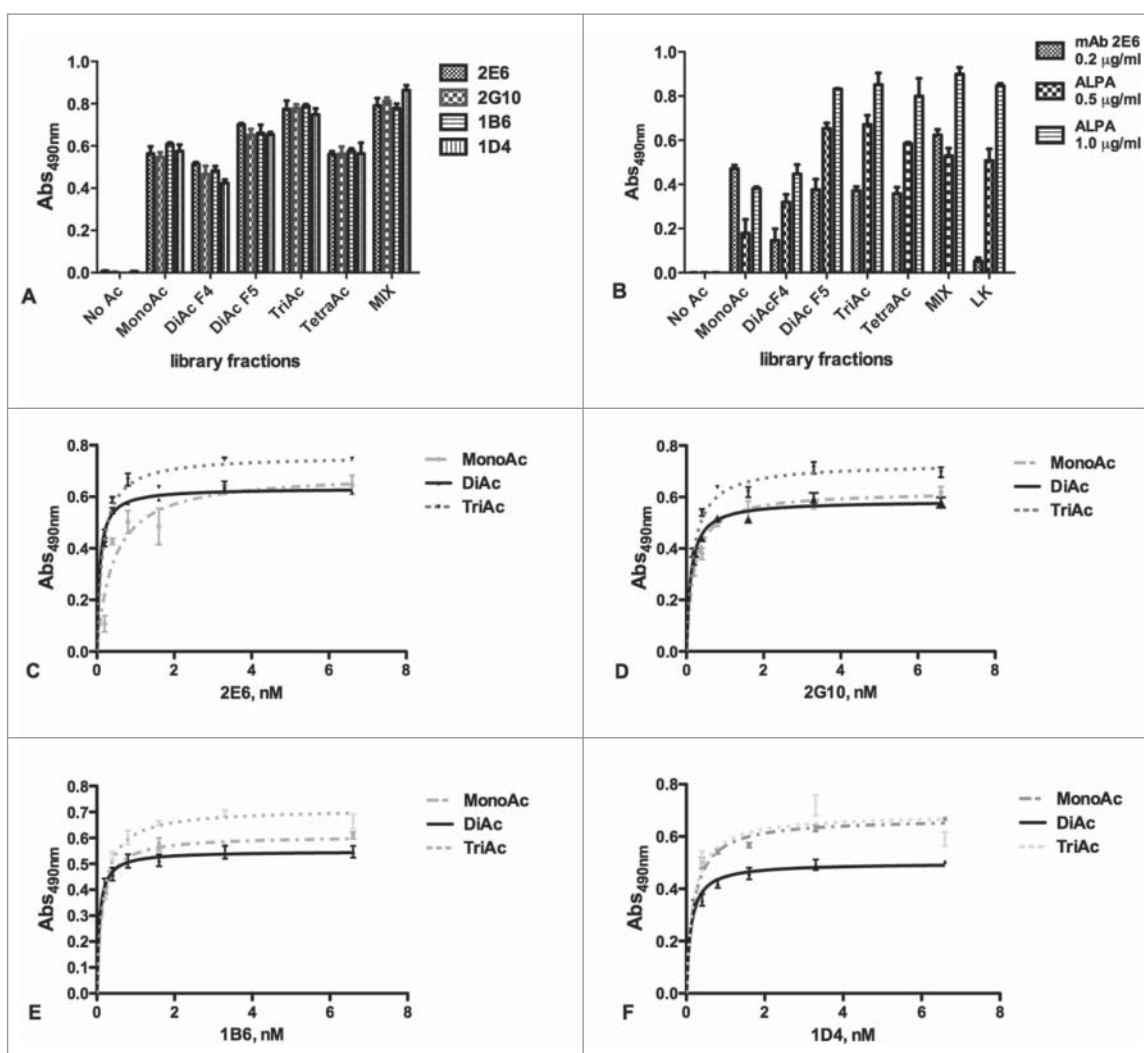 1.0
0.8
0.6
0.4
0.2
0.0
Abs490nm
2E6
2G10
1B6
1D4
No Ac
MonoAc
DiAc F4
DiAc F5
TriAc
TetraAc
MIX
library fractions
A
1.0
0.8
0.6
0.4
0.2
0.0
Abs490nm
mAb 2E6
0.2 µg/ml
ALPA
0.5 µg/ml
ALPA
1.0 µg/ml
No Ac
MonoAc
DiAcF4
DiAc F5
TriAc
TetraAc
MIX
LK
library fractions
B
0.8
0.6
0.4
0.2
0.0
Abs490nm
MonoAc
DiAc
TriAc
0 2 4 6 8
2E6, nM
C
0.8
0.6
0.4
0.2
0.0
Abs490nm
MonoAc
DiAc
TriAc
0 2 4 6 8
2G10, nM
D
0.8
0.7
0.6
0.5
0.4
0.3
0.2
0.1
0.0
Abs490nm
MonoAc
DiAc
TriAc
0 2 4 6 8
1B6, nM
E
0.8
0.6
0.4
0.2
0.0
Abs490nm
MonoAc
DiAc
TriAc
0 2 4 6 8
1D4, nM
F